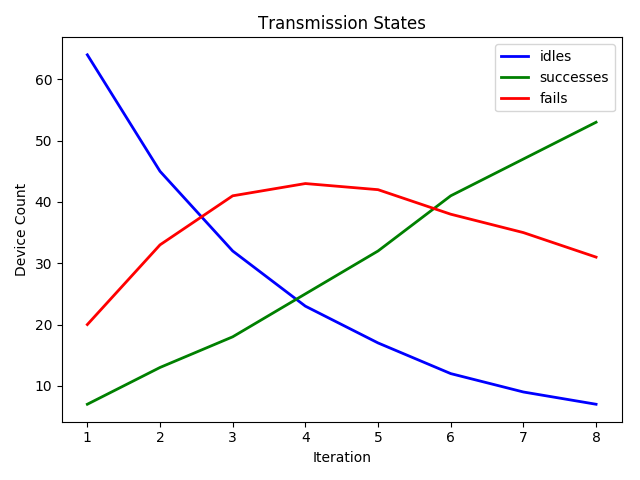 Transmission States
idles
successes
fails
Device Count
60
50
40
30
20
10
1 2 3 4 5 6 7 8
Iteration